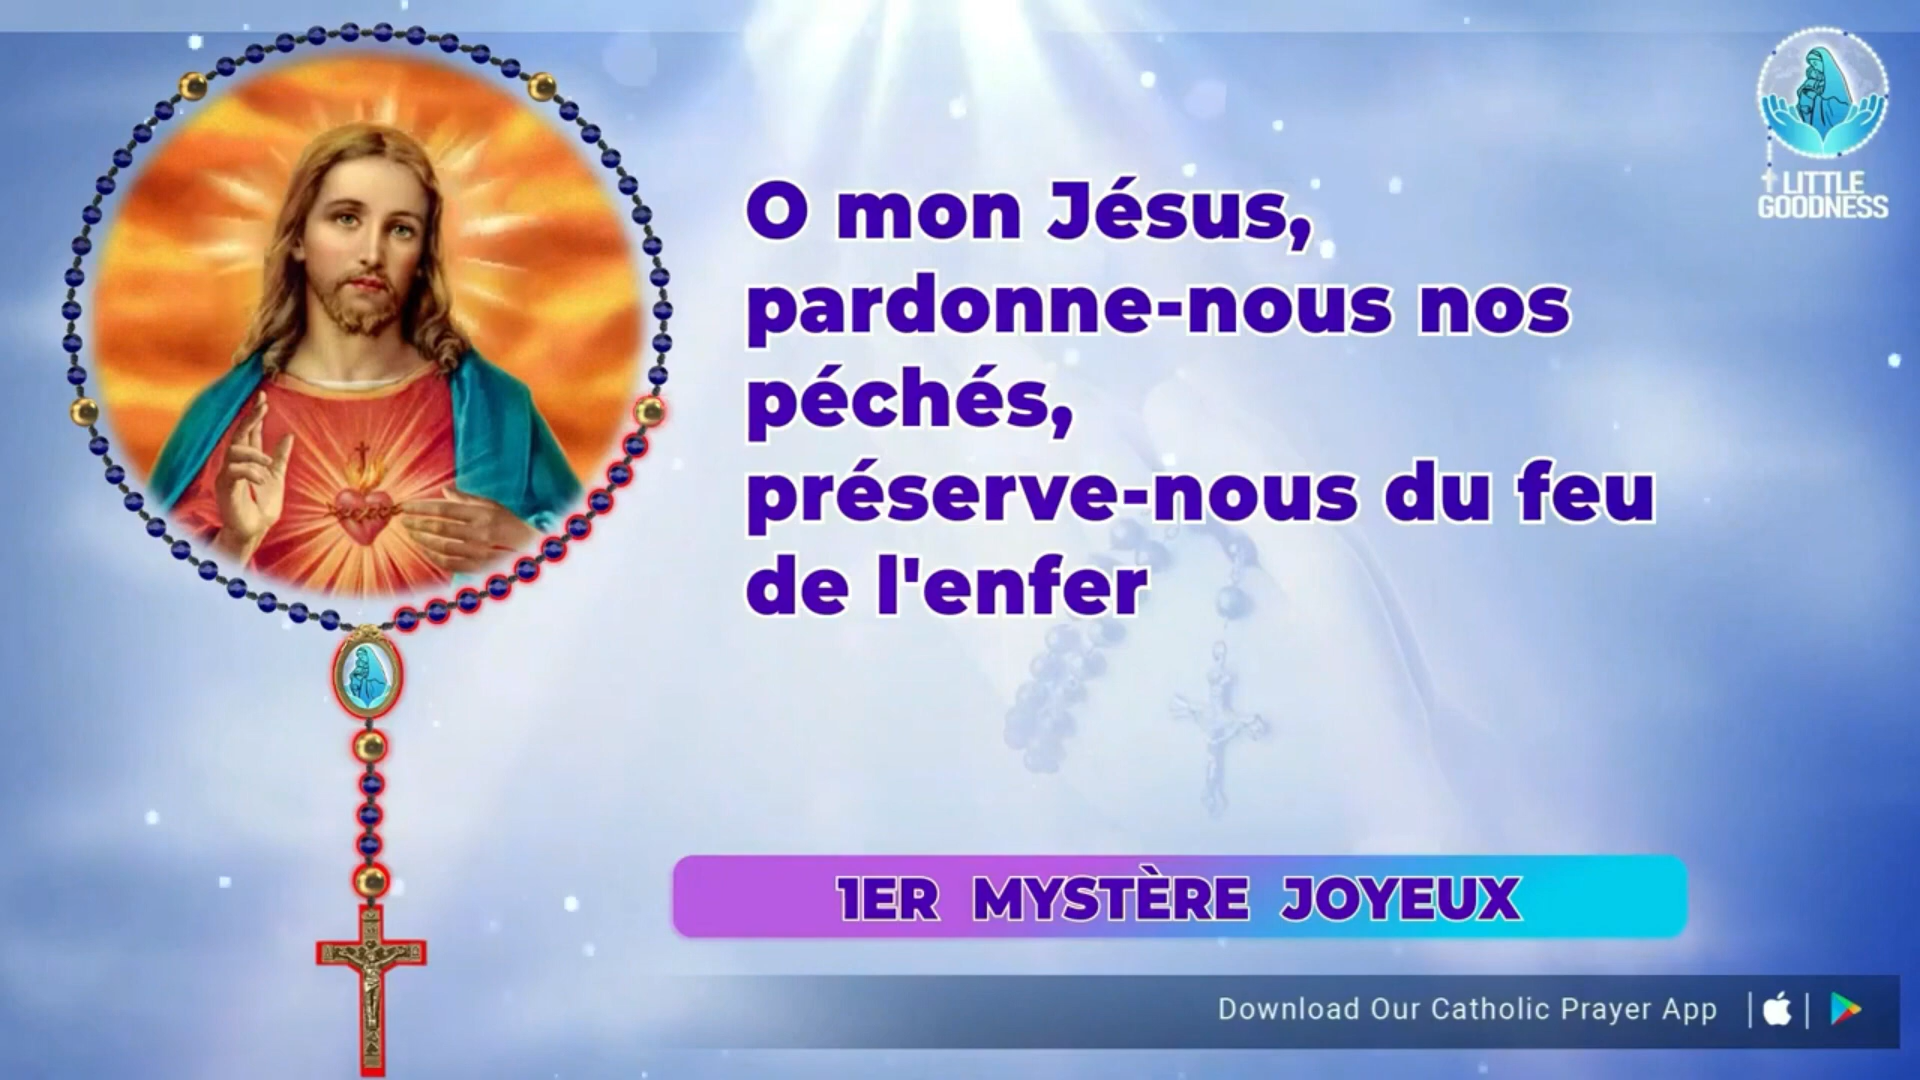 O mon Jésus,
pardonne-nous nos
péchés,
préserve-nous du feu
de l'enfer
LITTLE
GOODNESS
1ER MYSTÈRE JOYEUX
Download Our Catholic Prayer App